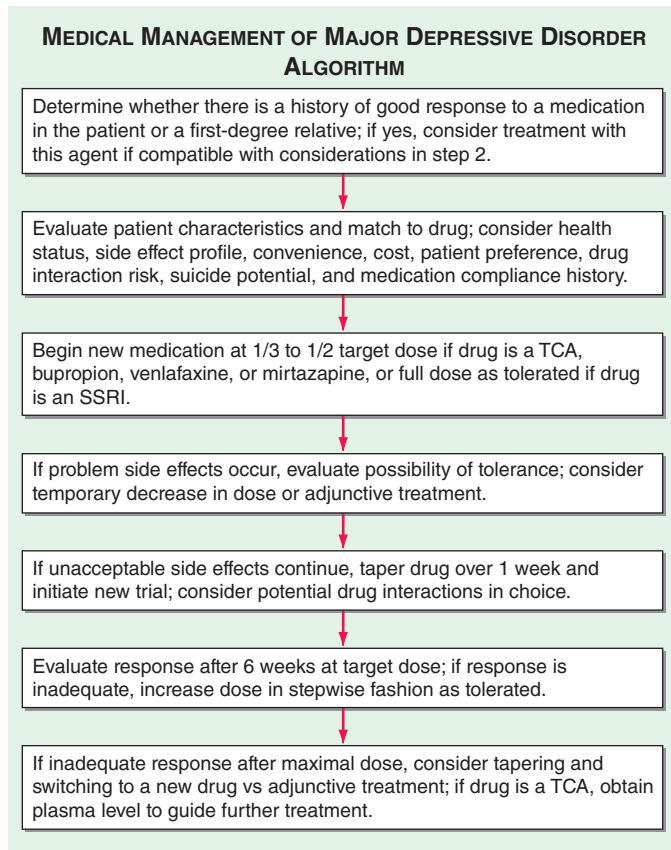 MEDICAL MANAGEMENT OF MAJOR DEPRESSIVE DISORDER
ALGORITHM
Determine whether there is a history of good response to a medication
in the patient or a first-degree relative; if yes, consider treatment with
this agent if compatible with considerations in step 2.
Evaluate patient characteristics and match to drug; consider health
status, side effect profile, convenience, cost, patient preference, drug
interaction risk, suicide potential, and medication compliance history.
Begin new medication at 1/3 to 1/2 target dose if drug is a TCA,
bupropion, venlafaxine, or mirtazapine, or full dose as tolerated if drug
is an SSRI.
If problem side effects occur, evaluate possibility of tolerance; consider
temporary decrease in dose or adjunctive treatment.
If unacceptable side effects continue, taper drug over 1 week and
initiate new trial; consider potential drug interactions in choice.
Evaluate response after 6 weeks at target dose; if response is
inadequate, increase dose in stepwise fashion as tolerated.
If inadequate response after maximal dose, consider tapering and
switching to a new drug vs adjunctive treatment; if drug is a TCA, obtain
plasma level to guide further treatment.